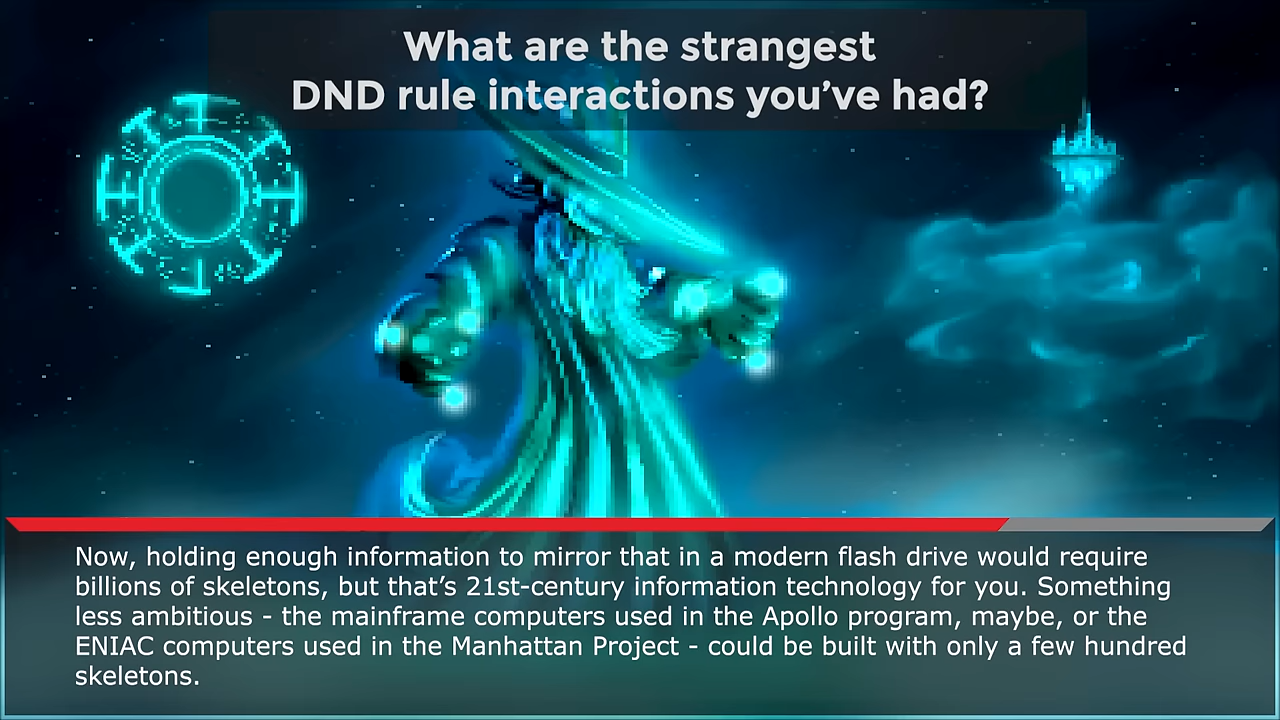 What are the strangest
DND rule interactions you’ve had?
Now, holding enough information to mirror that in a modern flash drive would require
billions of skeletons, but that’s 21st-century information technology for you. Something
less ambitious - the mainframe computers used in the Apollo program, maybe, or the
ENIAC computers used in the Manhattan Project - could be built with only a few hundred
skeletons.